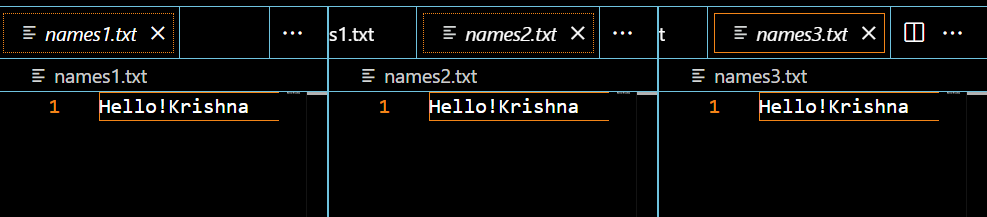 names1.txt
names1.txt
1 Hello!Krishna
s1.txt names2.txt
names2.txt
1 Hello!Krishna
t names3.txt
names3.txt
1 Hello!Krishna